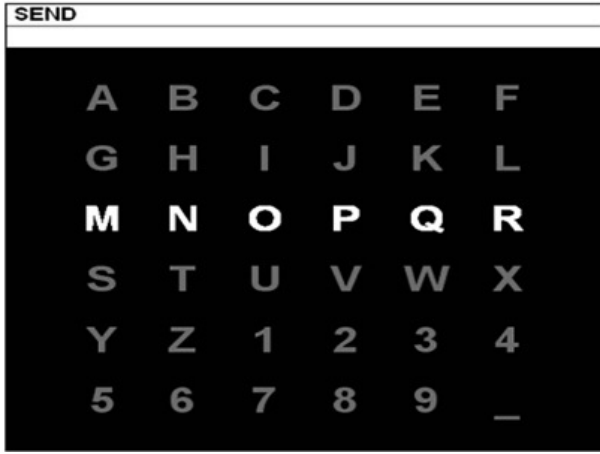 SEND
A B C D E F
G H I J K L
M N O P Q R
S T U V W X
Y Z 1 2 3 4
5 6 7 8 9 _